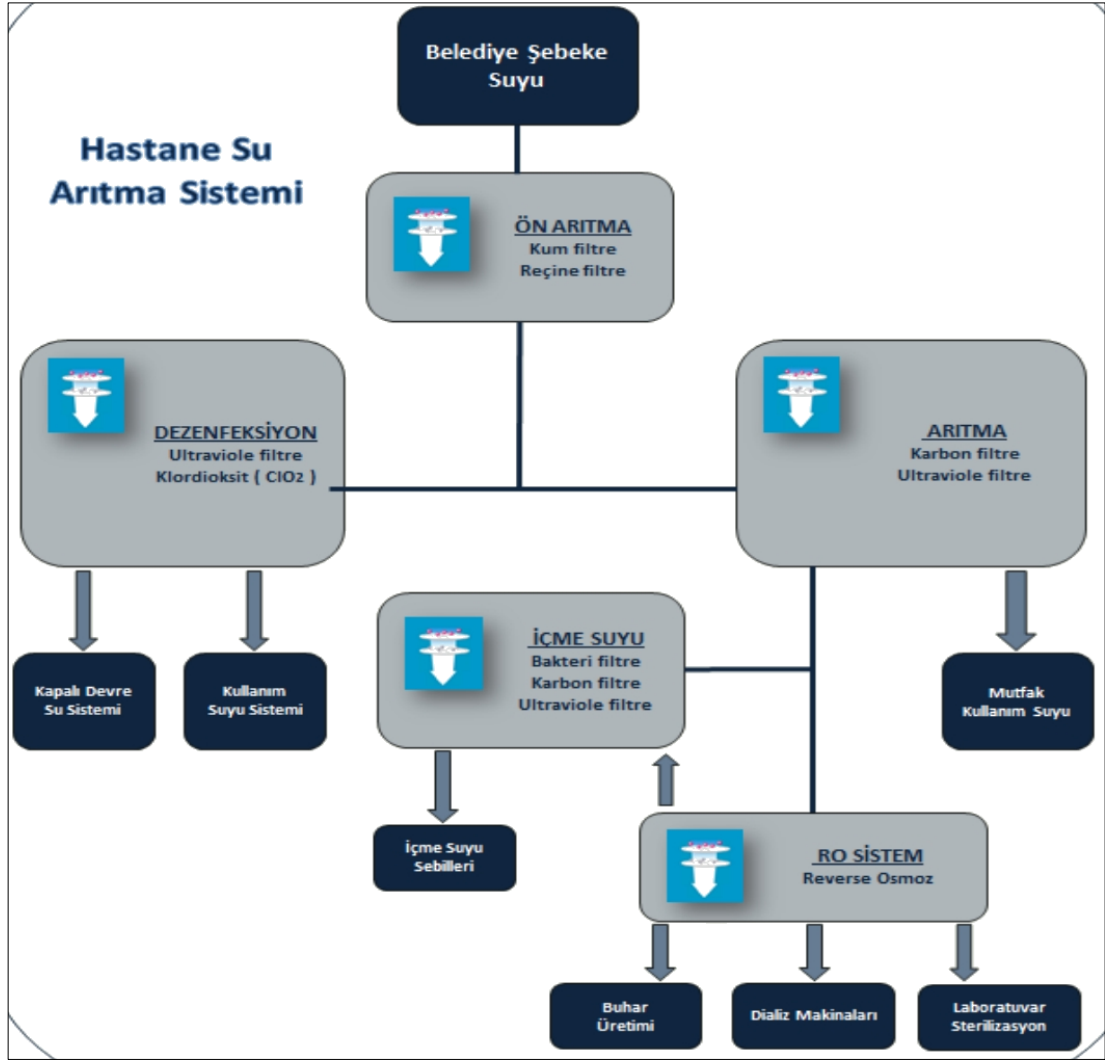 Belediye Şebeke
Suyu
Hastane Su
Arıtma Sistemi
ÖN ARITMA
Kum filtre
Reçine filtre
DEZENFEKSİYON
Ultraviole filtre
Klordioksit ( ClO2 )
ARITMA
Karbon filtre
Ultraviole filtre
İÇME SUYU
Bakteri filtre
Karbon filtre
Ultraviole filtre
Kapalı Devre
Su Sistemi
Kullanım
Suyu Sistemi
Mutfak
Kullanım Suyu
İçme Suyu
Sebilleri
RO SİSTEM
Reverse Osmoz
Buhar
Üretimi
Dializ Makinaları
Laboratuvar
Sterilizasyon